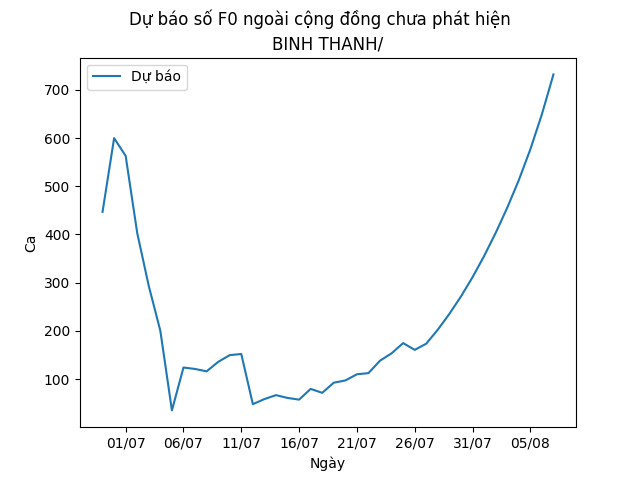 Dự báo số F0 ngoài cộng đồng chưa phát hiện
BINH THANH/
Dự báo
Ca
700
600
500
400
300
200
100
01/07 06/07 11/07 16/07 21/07 26/07 31/07 05/08
Ngày